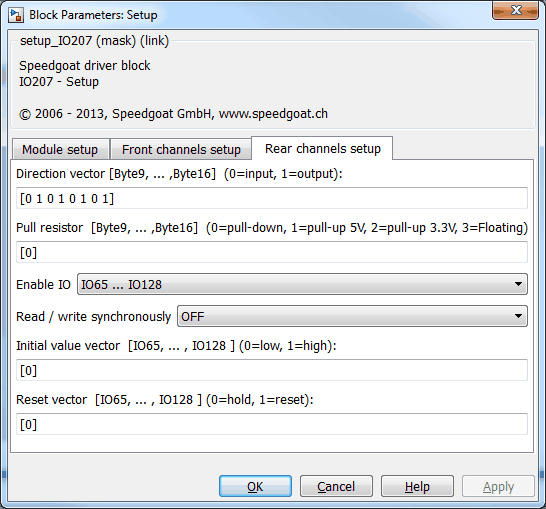 Block Parameters: Setup
setup_IO207 (mask) (link)
Speedgoat driver block
IO207 - Setup
© 2006 - 2013, Speedgoat GmbH, www.speedgoat.ch
Module setup Front channels setup Rear channels setup
Direction vector [Byte9, ... ,Byte16] (0=input, 1=output):
[0 1 0 1 0 1 0 1]
Pull resistor [Byte9, ... ,Byte16] (0=pull-down, 1=pull-up 5V, 2=pull-up 3.3V, 3=Floating)
[0]
Enable IO IO65 ... IO128
Read / write synchronously OFF
Initial value vector [IO65, ... , IO128 ] (0=low, 1=high):
[0]
Reset vector [IO65, ... , IO128 ] (0=hold, 1=reset):
[0]
OK Cancel Help Apply